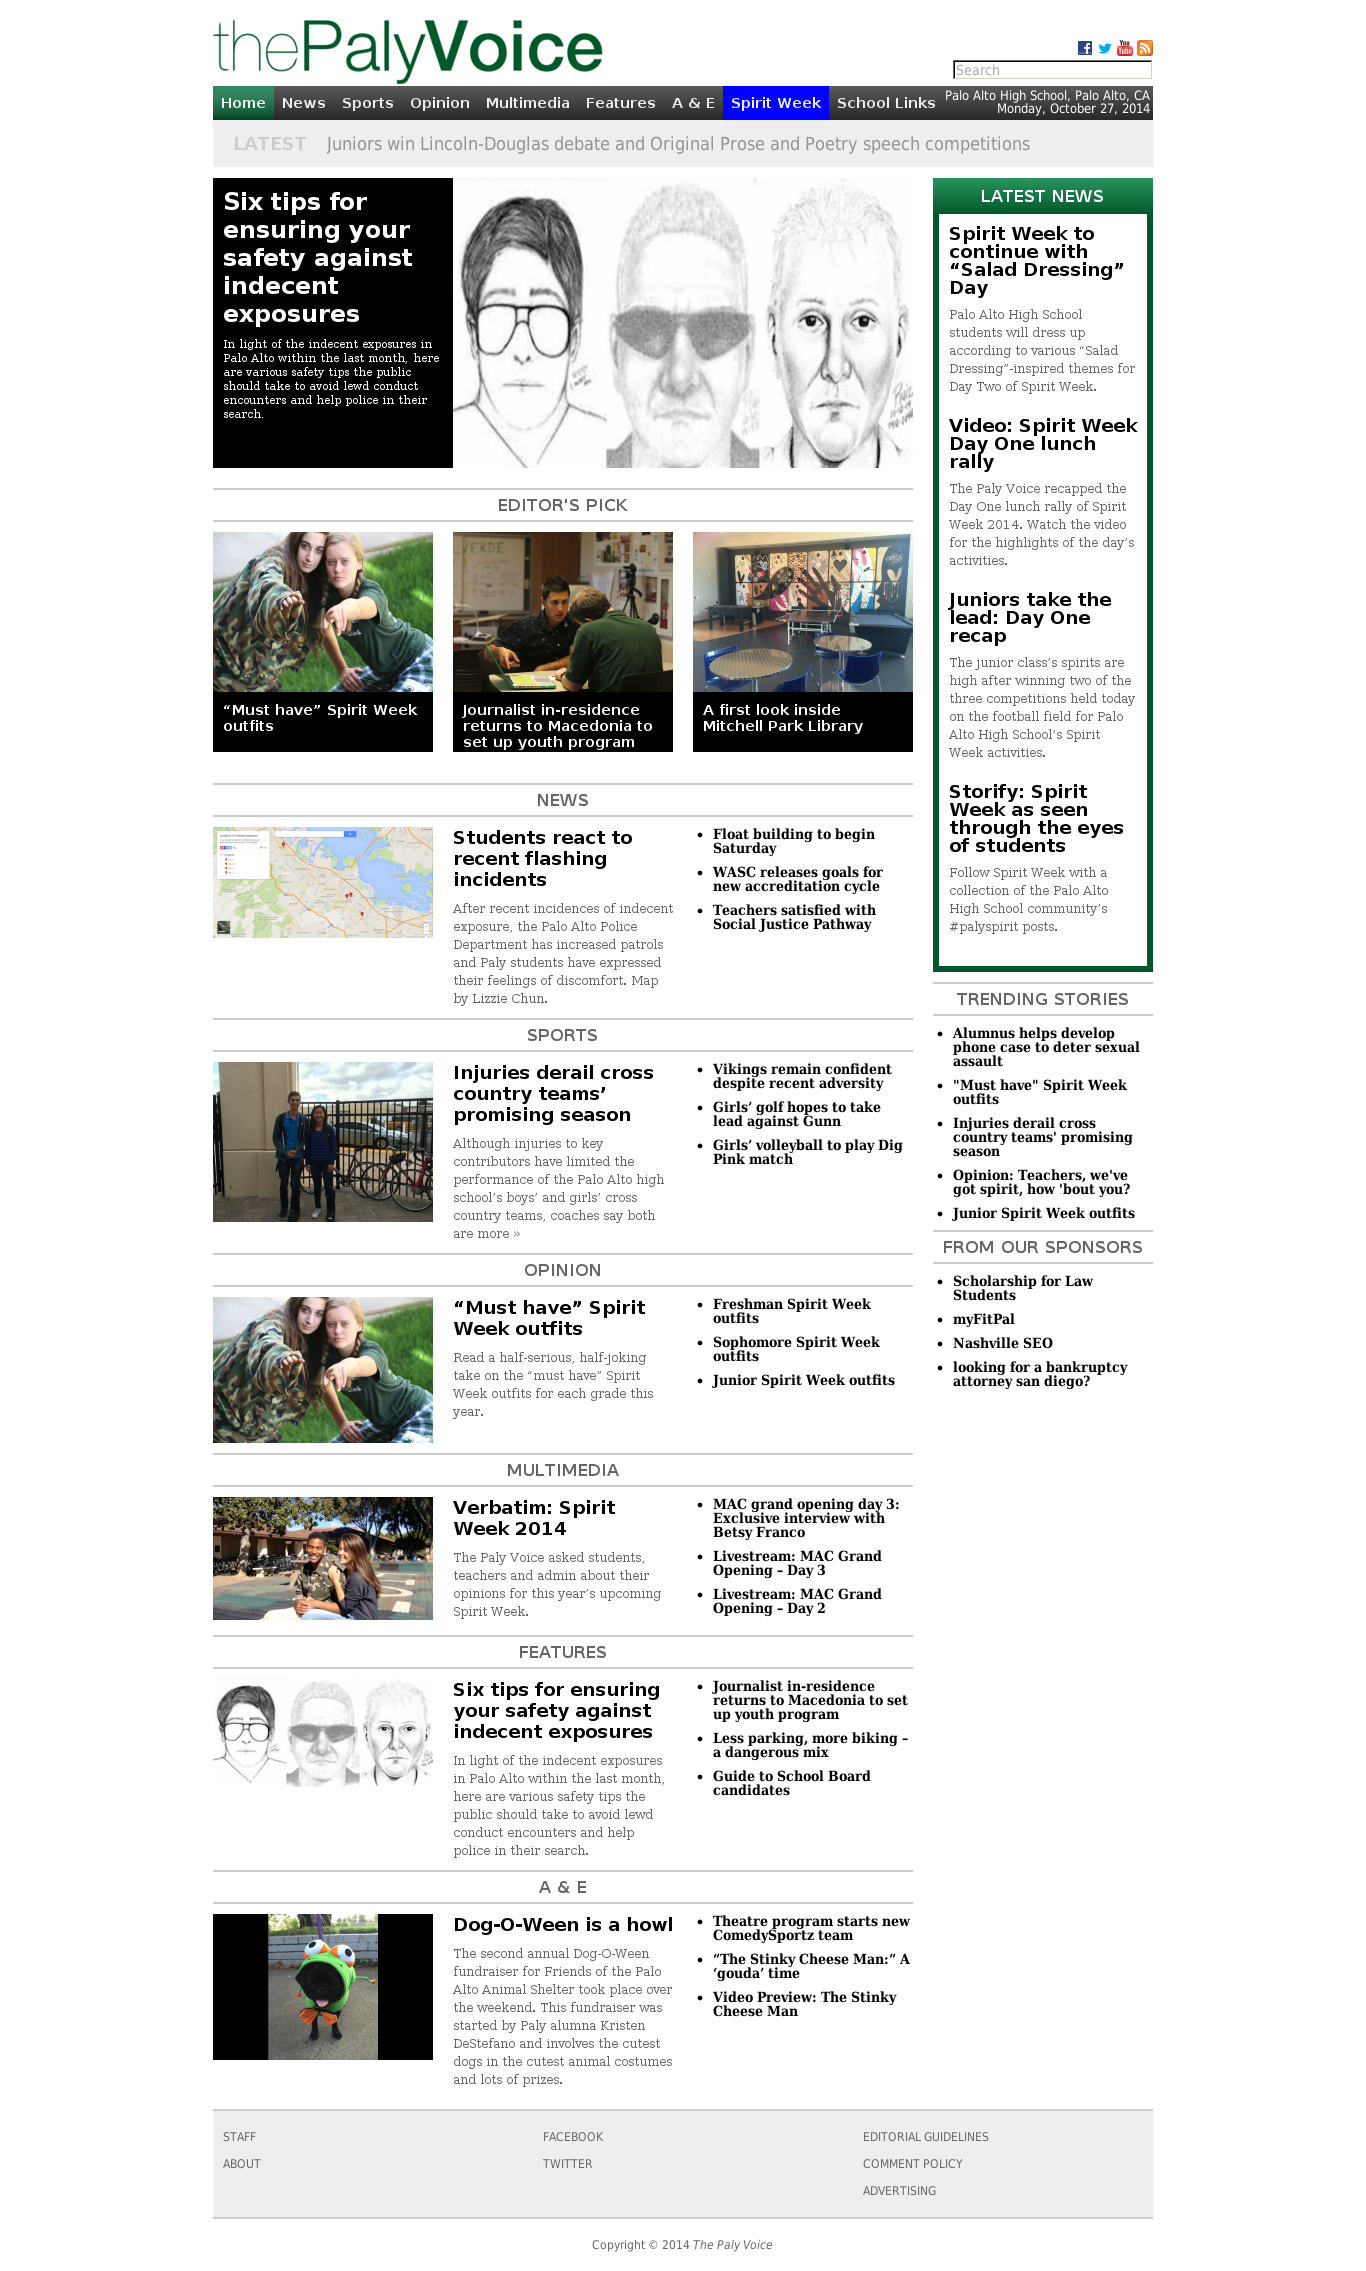 thePalyVoice
Search
Home News Sports Opinion Multimedia Features A & E Spirit Week School Links
Palo Alto High School, Palo Alto, CA
Monday, October 27, 2014
LATEST Juniors win Lincoln-Douglas debate and Original Prose and Poetry speech competitions
Six tips for
ensuring your
safety against
indecent
exposures
In light of the indecent exposures in
Palo Alto within the last month, here
are various safety tips the public
should take to avoid lewd conduct
encounters and help police in their
search.
EDITOR'S PICK
“Must have” Spirit Week
outfits
VERDE
Journalist in-residence
returns to Macedonia to
set up youth program
A first look inside
Mitchell Park Library
NEWS
Students react to
recent flashing
incidents
After recent incidences of indecent
exposure, the Palo Alto Police
Department has increased patrols
and Paly students have expressed
their feelings of discomfort. Map
by Lizzie Chun.
Float building to begin
Saturday
WASC releases goals for
new accreditation cycle
Teachers satisfied with
Social Justice Pathway
SPORTS
Injuries derail cross
country teams’
promising season
Although injuries to key
contributors have limited the
performance of the Palo Alto high
school’s boys’ and girls’ cross
country teams, coaches say both
are more »
Vikings remain confident
despite recent adversity
Girls’ golf hopes to take
lead against Gunn
Girls’ volleyball to play Dig
Pink match
OPINION
“Must have” Spirit
Week outfits
Read a half-serious, half-joking
take on the “must have” Spirit
Week outfits for each grade this
year.
Freshman Spirit Week
outfits
Sophomore Spirit Week
outfits
Junior Spirit Week outfits
MULTIMEDIA
Verbatim: Spirit
Week 2014
The Paly Voice asked students,
teachers and admin about their
opinions for this year’s upcoming
Spirit Week.
MAC grand opening day 3:
Exclusive interview with
Betsy Franco
Livestream: MAC Grand
Opening – Day 3
Livestream: MAC Grand
Opening – Day 2
FEATURES
Six tips for ensuring
your safety against
indecent exposures
In light of the indecent exposures
in Palo Alto within the last month,
here are various safety tips the
public should take to avoid lewd
conduct encounters and help
police in their search.
Journalist in-residence
returns to Macedonia to set
up youth program
Less parking, more biking –
a dangerous mix
Guide to School Board
candidates
A & E
Dog-O-Ween is a howl
The second annual Dog-O-Ween
fundraiser for Friends of the Palo
Alto Animal Shelter took place over
the weekend. This fundraiser was
started by Paly alumna Kristen
DeStefano and involves the cutest
dogs in the cutest animal costumes
and lots of prizes.
Theatre program starts new
ComedySportz team
“The Stinky Cheese Man:” A
‘gouda’ time
Video Preview: The Stinky
Cheese Man
LATEST NEWS
Spirit Week to
continue with
“Salad Dressing”
Day
Palo Alto High School
students will dress up
according to various “Salad
Dressing”-inspired themes for
Day Two of Spirit Week.
Video: Spirit Week
Day One lunch
rally
The Paly Voice recapped the
Day One lunch rally of Spirit
Week 2014. Watch the video
for the highlights of the day’s
activities.
Juniors take the
lead: Day One
recap
The junior class’s spirits are
high after winning two of the
three competitions held today
on the football field for Palo
Alto High School’s Spirit
Week activities.
Storify: Spirit
Week as seen
through the eyes
of students
Follow Spirit Week with a
collection of the Palo Alto
High School community’s
#palyspirit posts.
TRENDING STORIES
Alumnus helps develop
phone case to deter sexual
assault
"Must have" Spirit Week
outfits
Injuries derail cross
country teams' promising
season
Opinion: Teachers, we've
got spirit, how 'bout you?
Junior Spirit Week outfits
FROM OUR SPONSORS
Scholarship for Law
Students
myFitPal
Nashville SEO
looking for a bankruptcy
attorney san diego?
STAFF
ABOUT
FACEBOOK
TWITTER
EDITORIAL GUIDELINES
COMMENT POLICY
ADVERTISING
Copyright © 2014 The Paly Voice